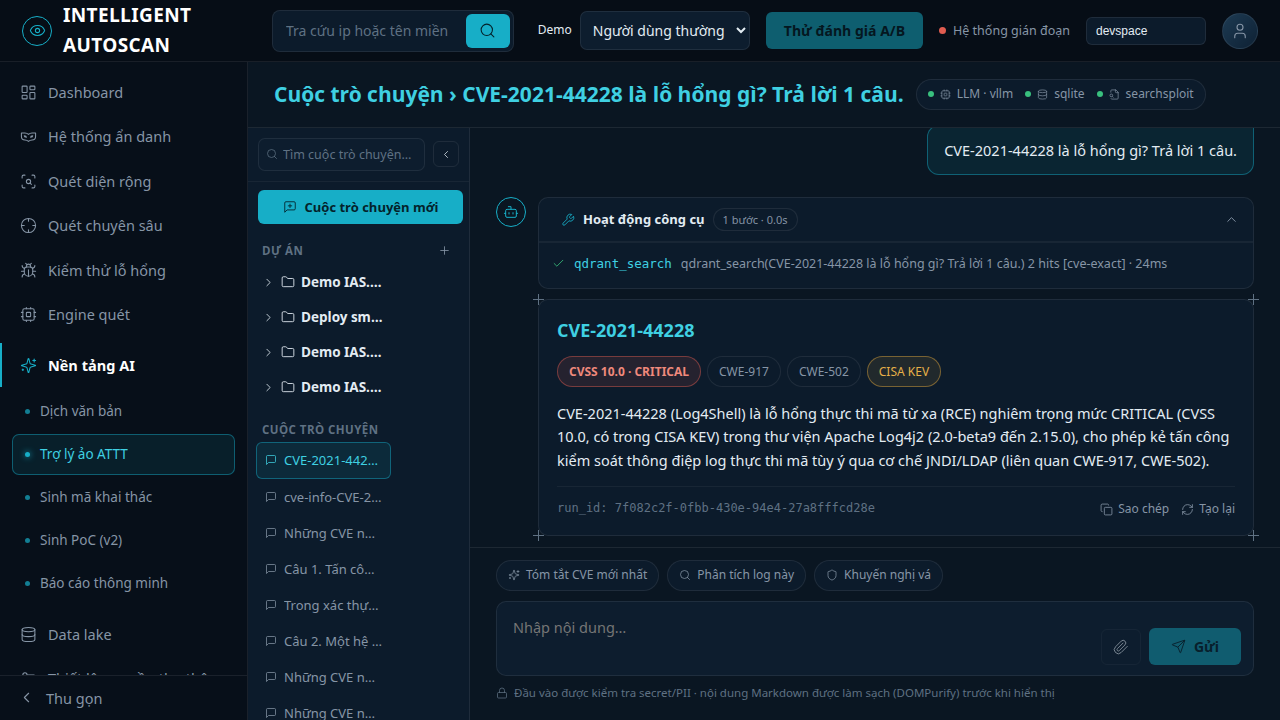 INTELLIGENT
AUTOSCAN
Tra cứu ip hoặc tên miền
Demo
Người dùng thường
Thử đánh giá A/B
Hệ thống gián đoạn
devspace
Dashboard
Hệ thống ẩn danh
Quét diện rộng
Quét chuyên sâu
Kiểm thử lỗ hổng
Engine quét
Nền tảng AI
Dịch văn bản
Trợ lý ảo ATTT
Sinh mã khai thác
Sinh PoC (v2)
Báo cáo thông minh
Data lake
Thu gọn
Cuộc trò chuyện › CVE-2021-44228 là lỗ hổng gì? Trả lời 1 câu.
LLM · vllm
sqlite
searchsploit
Tìm cuộc trò chuyện...
Cuộc trò chuyện mới
DỰ ÁN
Demo IAS....
Deploy sm...
Demo IAS....
Demo IAS....
CUỘC TRÒ CHUYỆN
CVE-2021-442...
cve-info-CVE-2...
Những CVE n...
Câu 1. Tấn cô...
Trong xác thự...
Câu 2. Một hệ ...
Những CVE n...
Những CVE n...
CVE-2021-44228 là lỗ hổng gì? Trả lời 1 câu.
Hoạt động công cụ
1 bước · 0.0s
qdrant_search qdrant_search(CVE-2021-44228 là lỗ hổng gì? Trả lời 1 câu.) 2 hits [cve-exact] · 24ms
CVE-2021-44228
CVSS 10.0 · CRITICAL
CWE-917
CWE-502
CISA KEV
CVE-2021-44228 (Log4Shell) là lỗ hổng thực thi mã từ xa (RCE) nghiêm trọng mức CRITICAL (CVSS
10.0, có trong CISA KEV) trong thư viện Apache Log4j2 (2.0-beta9 đến 2.15.0), cho phép kẻ tấn công
kiểm soát thông điệp log thực thi mã tùy ý qua cơ chế JNDI/LDAP (liên quan CWE-917, CWE-502).
run_id: 7f082c2f-0fbb-430e-94e4-27a8fffcd28e
Sao chép
Tạo lại
Tóm tắt CVE mới nhất
Phân tích log này
Khuyến nghị vá
Nhập nội dung...
Gửi
Đầu vào được kiểm tra secret/PII · nội dung Markdown được làm sạch (DOMPurify) trước khi hiển thị